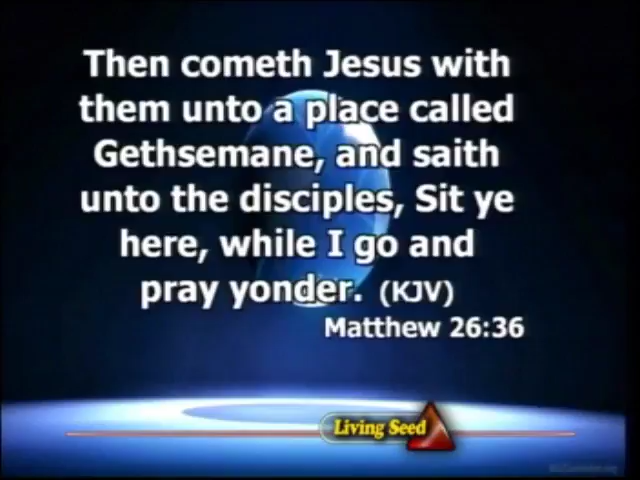 Then cometh Jesus with
them unto a place called
Gethsemane, and saith
unto the disciples, Sit ye
here, while I go and
pray yonder. (KJV)
Matthew 26:36
Living Seed